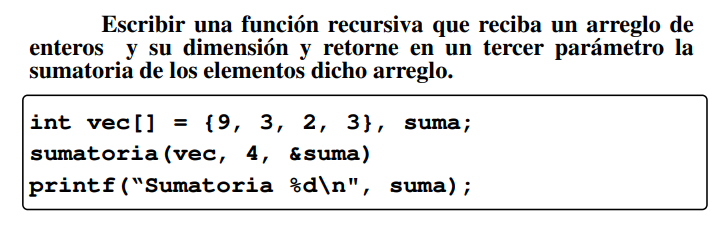 Escribir una función recursiva que reciba un arreglo de
enteros y su dimensión y retorne en un tercer parámetro la
sumatoria de los elementos dicho arreglo.
int vec[] = {9, 3, 2, 3}, suma;
sumatoria(vec, 4, &suma)
printf(“Sumatoria %d\n", suma);